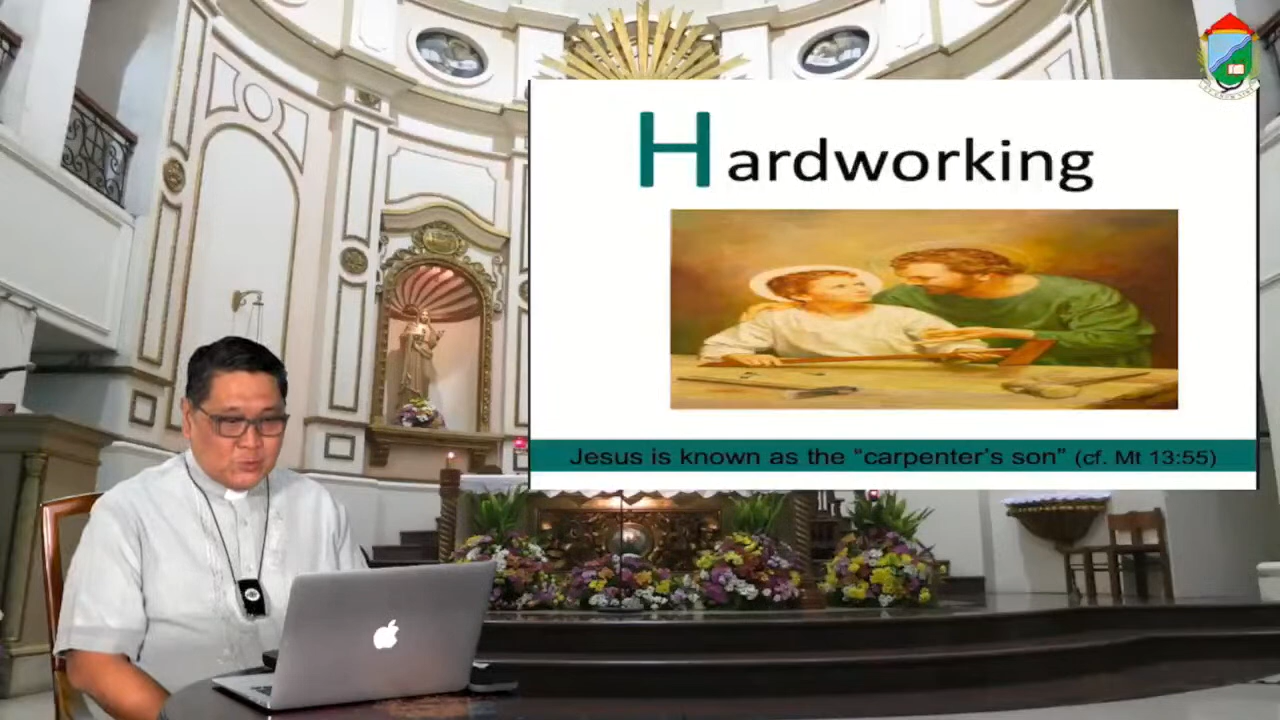 Hardworking
Jesus is known as the “carpenter’s son” (cf. Mt 13:55)